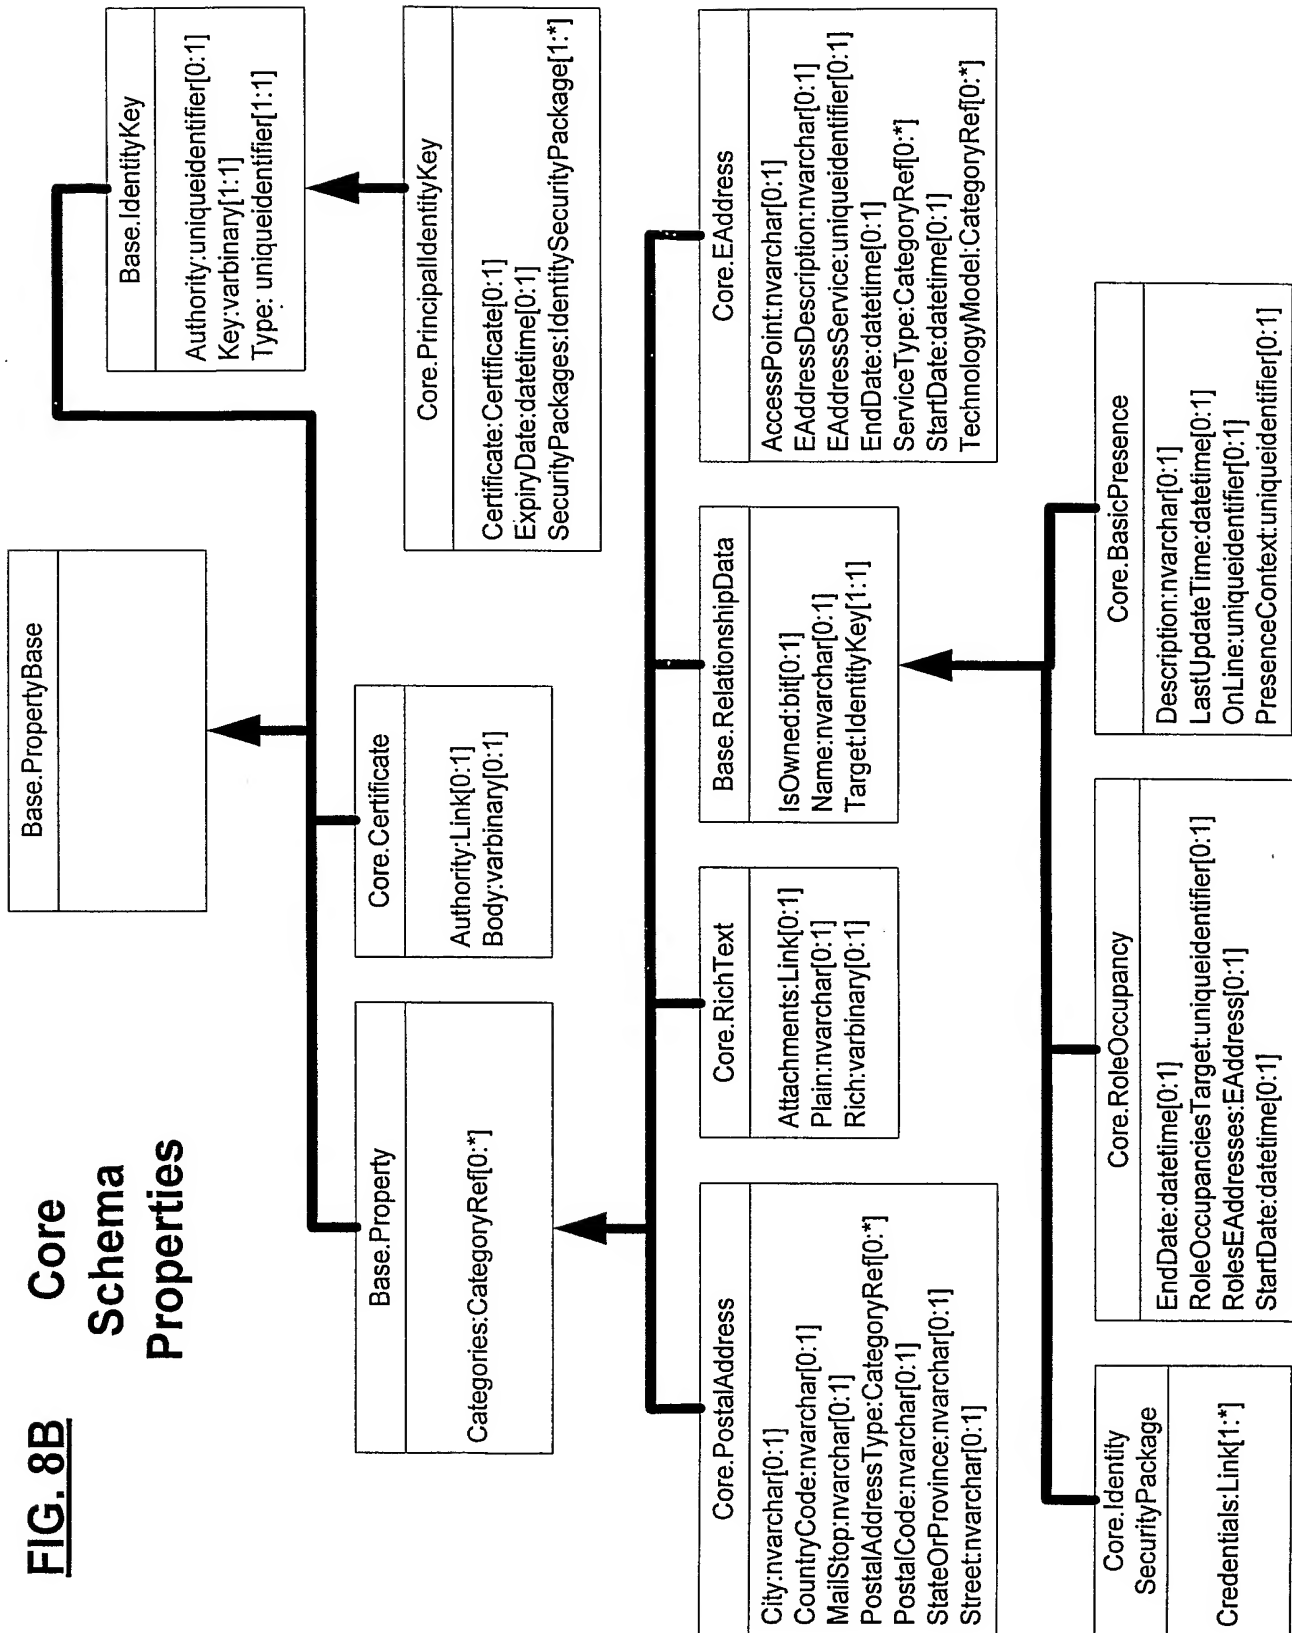 FIG. 8B
Core
Schema
Properties
Base.PropertyBase
Base.Property
Categories:CategoryRef[0:*]
Core.Certificate
Authority:Link[0:1]
Body:varbinary[0:1]
Base.IdentityKey
Authority:uniqueidentifier[0:1]
Key:varbinary[1:1]
Type: uniqueidentifier[1:1]
Core.PrincipalIdentityKey
Certificate:Certificate[0:1]
ExpiryDate:datetime[0:1]
SecurityPackages:IdentitySecurityPackage[1:*]
Core.PostalAddress
City:nvarchar[0:1]
CountryCode:nvarchar[0:1]
MailStop:nvarchar[0:1]
PostalAddressType:CategoryRef[0:*]
PostalCode:nvarchar[0:1]
StateOrProvince:nvarchar[0:1]
Street:nvarchar[0:1]
Core.RichText
Attachments:Link[0:1]
Plain:nvarchar[0:1]
Rich:varbinary[0:1]
Base.RelationshipData
IsOwned:bit[0:1]
Name:nvarchar[0:1]
Target:IdentityKey[1:1]
Core.EAddress
AccessPoint:nvarchar[0:1]
EAddressDescription:nvarchar[0:1]
EAddressService:uniqueidentifier[0:1]
EndDate:datetime[0:1]
ServiceType:CategoryRef[0:*]
StartDate:datetime[0:1]
TechnologyModel:CategoryRef[0:*]
Core.Identity
SecurityPackage
Credentials:Link[1:*]
Core.RoleOccupancy
EndDate:datetime[0:1]
RoleOccupanciesTarget:uniqueidentifier[0:1]
RolesEAddresses:EAddress[0:1]
StartDate:datetime[0:1]
Core.BasicPresence
Description:nvarchar[0:1]
LastUpdateTime:datetime[0:1]
OnLine:uniqueidentifier[0:1]
PresenceContext:uniqueidentifier[0:1]